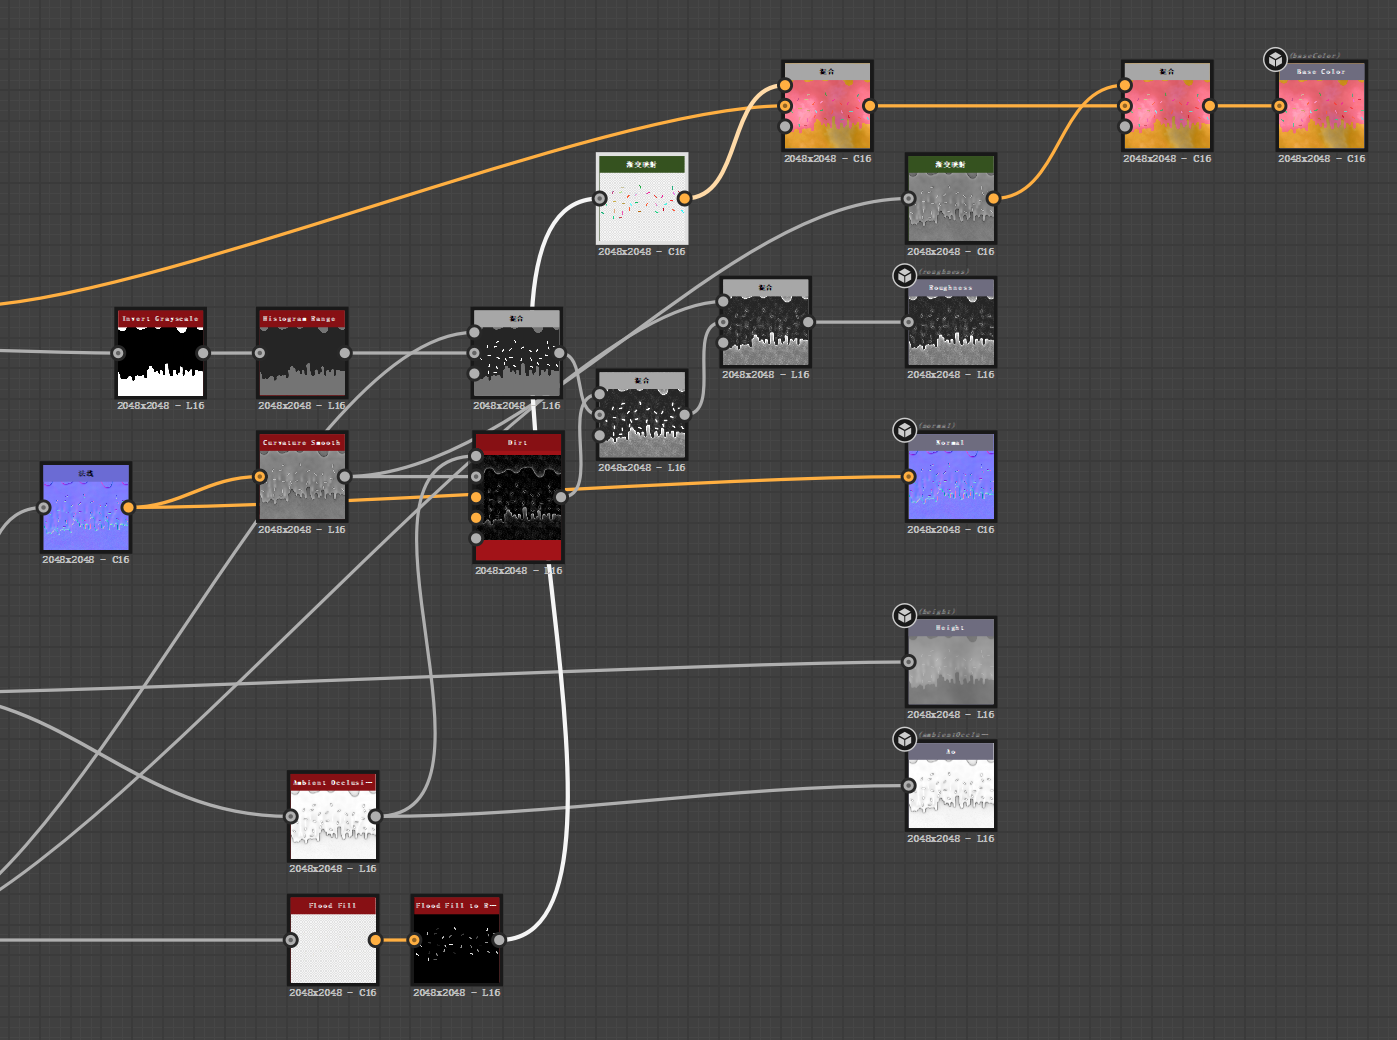 (baseColor)
混合
混合
Base Color
2048x2048 - C16
2048x2048 - C16
2048x2048 - C16
渐变映射
渐变映射
2048x2048 - C16
2048x2048 - C16
(roughness)
混合
Roughness
Invert Grayscale
Histogram Range
混合
2048x2048 - L16
2048x2048 - L16
混合
2048x2048 - L16
2048x2048 - L16
2048x2048 - L16
(normal)
Curvature Smooth
Dirt
Normal
2048x2048 - L16
法线
2048x2048 - L16
2048x2048 - C16
2048x2048 - C16
2048x2048 - L16
(height)
Height
2048x2048 - L16
(ambientOcclu—
Ao
Ambient Occlusi—
2048x2048 - L16
2048x2048 - L16
Flood Fill
Flood Fill to R—
2048x2048 - C16
2048x2048 - L16